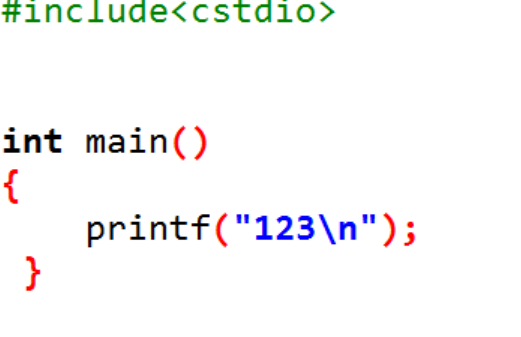 #include<cstdio>
int main()
{
    printf("123\n");
 }